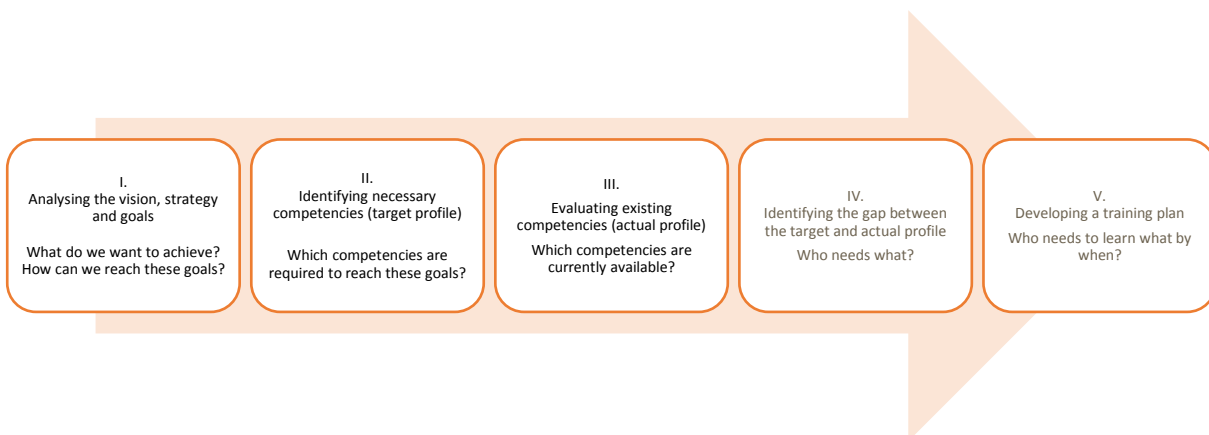 I.
Analysing the vision, strategy
and goals
What do we want to achieve?
How can we reach these goals?
II.
Identifying necessary
competencies (target profile)
Which competencies are
required to reach these goals?
III.
Evaluating existing
competencies (actual profile)
Which competencies are
currently available?
IV.
Identifying the gap between
the target and actual profile
Who needs what?
V.
Developing a training plan
Who needs to learn what by
when?